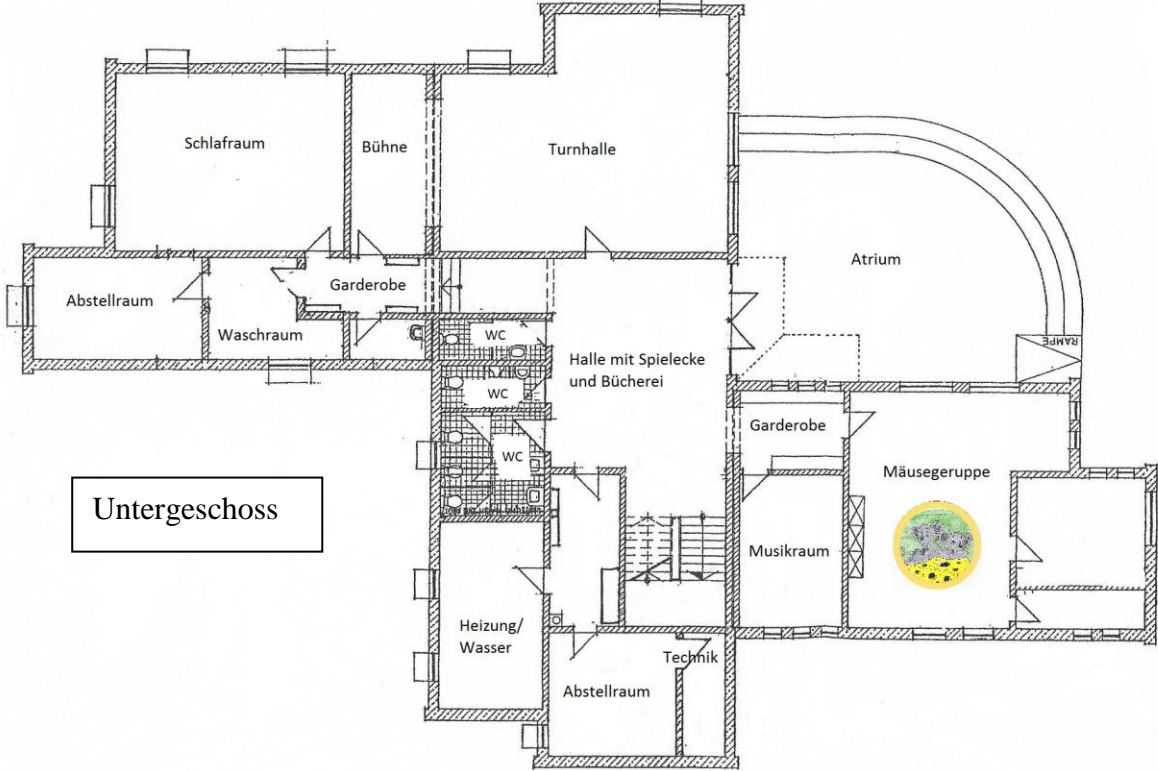 Schlafraum
Bühne
Turnhalle
Atrium
Abstellraum
Garderobe
Waschraum
WC
Halle mit Spielecke
und Bücherei
RAMPE
WC
Garderobe
WC
Mäusegeruppe
Untergeschoss
Musikraum
Heizung/
Wasser
Technik
Abstellraum